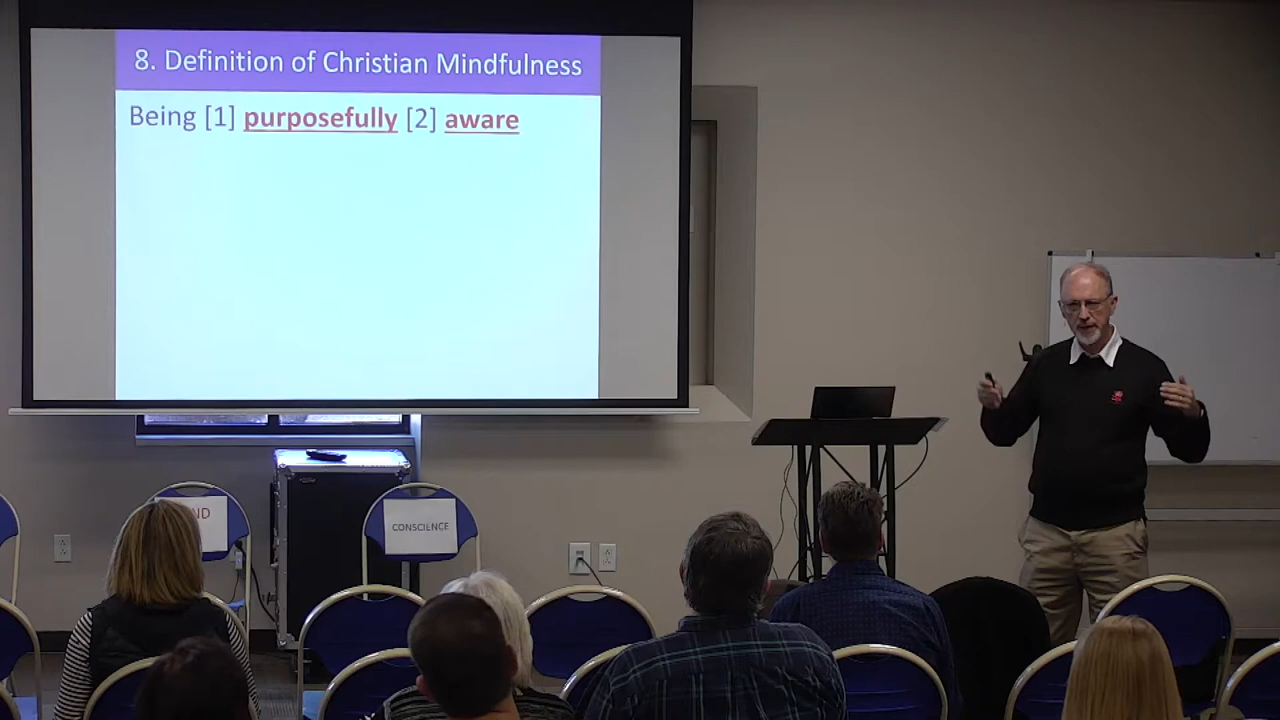 8. Definition of Christian Mindfulness
Being [1] purposefully [2] aware
CONSCIENCE